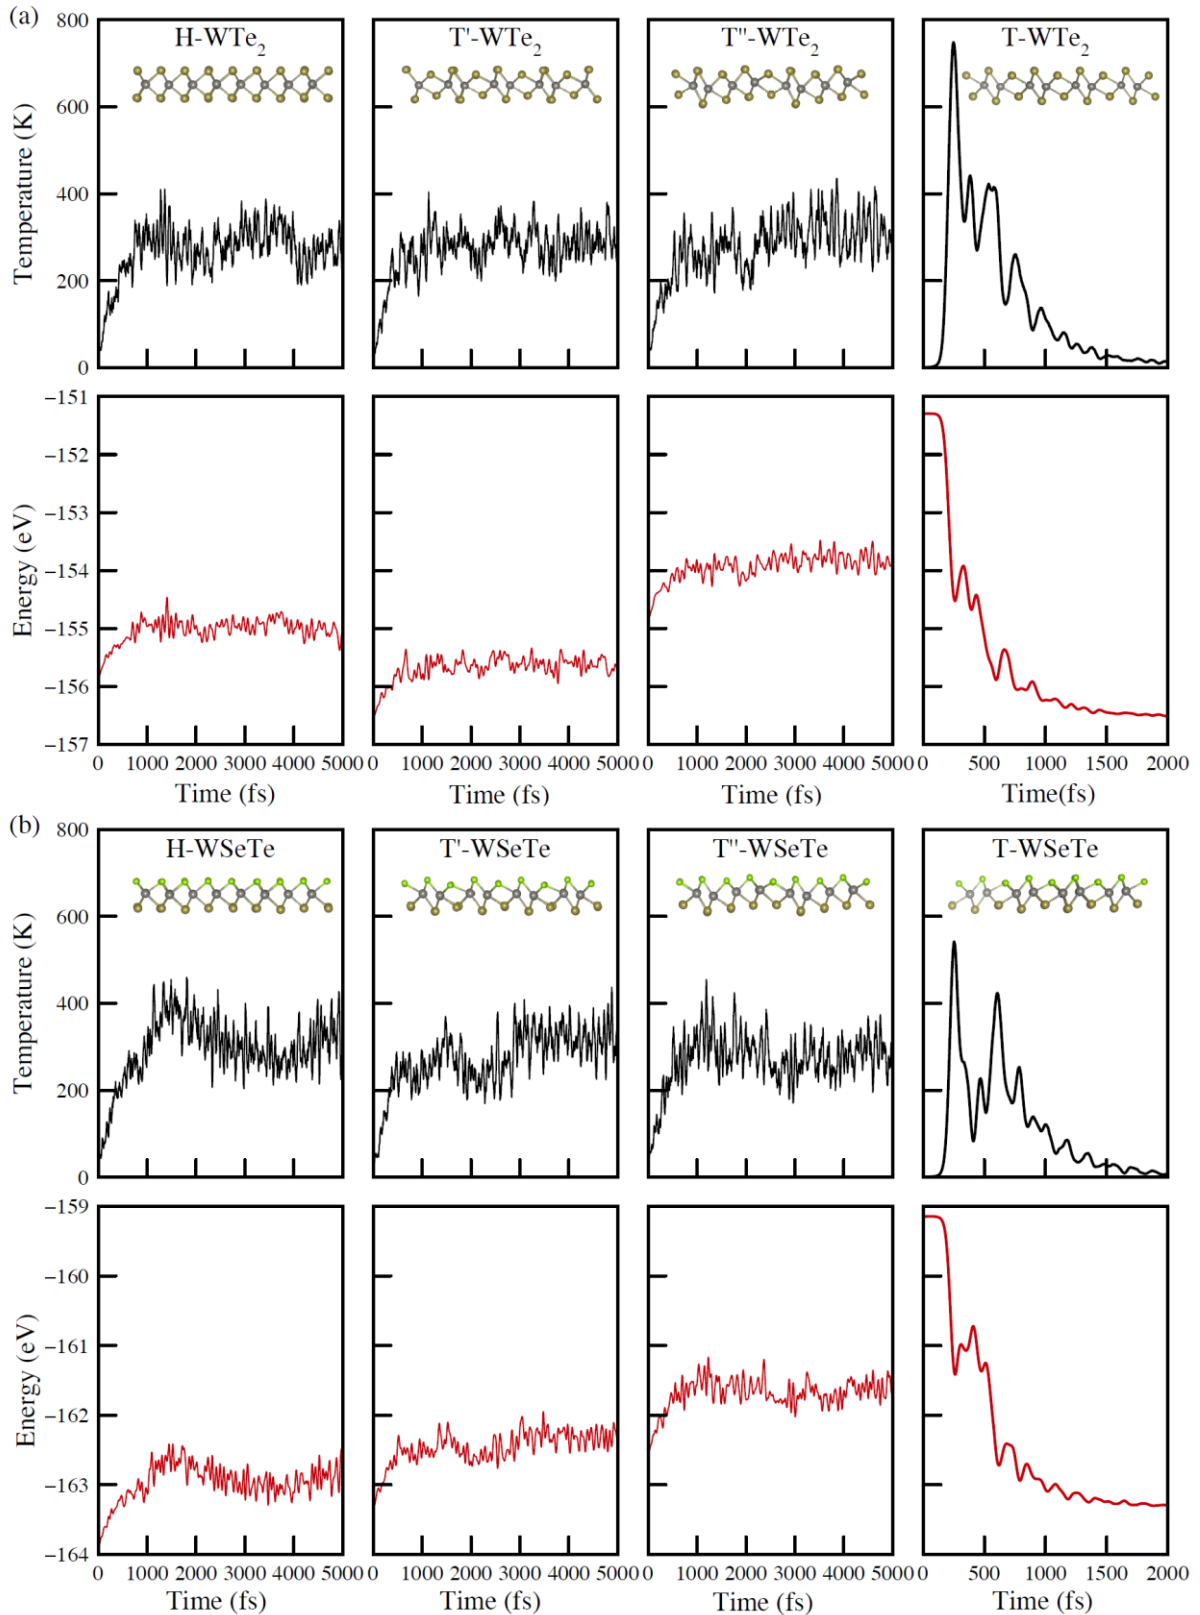 (a)
H-WTe2
T'-WTe2
T''-WTe2
T-WTe2
800
600
400
200
0
Temperature (K)
−151
−152
−153
−154
−155
−156
−157
Energy (eV)
0 1000 2000 3000 4000 5000
0 1000 2000 3000 4000 5000
0 1000 2000 3000 4000 5000
0 500 1000 1500 2000
Time (fs)
Time (fs)
Time (fs)
Time(fs)
(b)
H-WSeTe
T'-WSeTe
T''-WSeTe
T-WSeTe
800
600
400
200
0
Temperature (K)
−159
−160
−161
−162
−163
−164
Energy (eV)
0 1000 2000 3000 4000 5000
0 1000 2000 3000 4000 5000
0 1000 2000 3000 4000 5000
0 500 1000 1500 2000
Time (fs)
Time (fs)
Time (fs)
Time (fs)